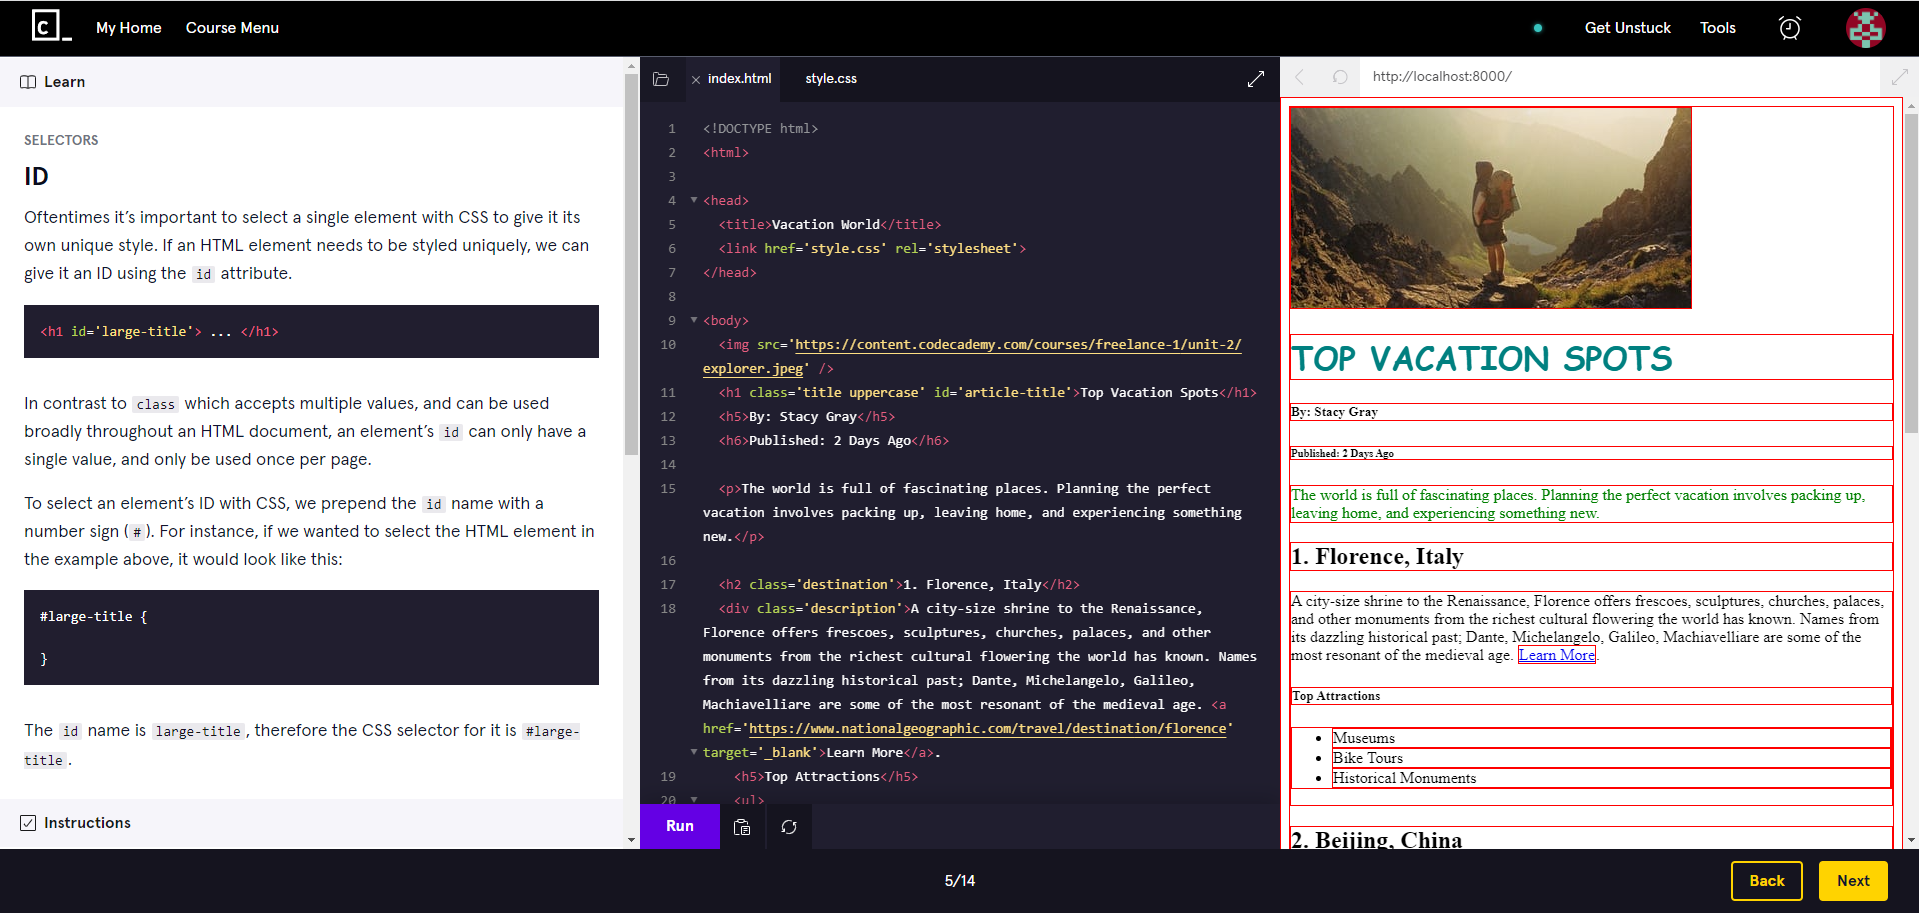 C_ My Home Course Menu Get Unstuck Tools
Learn
SELECTORS
ID
Oftentimes it’s important to select a single element with CSS to give it its
own unique style. If an HTML element needs to be styled uniquely, we can
give it an ID using the id attribute.
<h1 id='large-title'> ... </h1>
In contrast to class which accepts multiple values, and can be used
broadly throughout an HTML document, an element’s id can only have a
single value, and only be used once per page.
To select an element’s ID with CSS, we prepend the id name with a
number sign (#). For instance, if we wanted to select the HTML element in
the example above, it would look like this:
#large-title {
}
The id name is large-title, therefore the CSS selector for it is #large-
title.
Instructions
index.html style.css
1 <!DOCTYPE html>
2 <html>
3
4 <head>
5 <title>Vacation World</title>
6 <link href='style.css' rel='stylesheet'>
7 </head>
8
9 <body>
10 <img src='https://content.codecademy.com/courses/freelance-1/unit-2/
explorer.jpeg' />
11 <h1 class='title uppercase' id='article-title'>Top Vacation Spots</h1>
12 <h5>By: Stacy Gray</h5>
13 <h6>Published: 2 Days Ago</h6>
14
15 <p>The world is full of fascinating places. Planning the perfect
vacation involves packing up, leaving home, and experiencing something
new.</p>
16
17 <h2 class='destination'>1. Florence, Italy</h2>
18 <div class='description'>A city-size shrine to the Renaissance,
Florence offers frescoes, sculptures, churches, palaces, and other
monuments from the richest cultural flowering the world has known. Names
from its dazzling historical past; Dante, Michelangelo, Galileo,
Machiavelliare are some of the most resonant of the medieval age. <a
href='https://www.nationalgeographic.com/travel/destination/florence'
target='_blank'>Learn More</a>.
19 <h5>Top Attractions</h5>
20 <ul>
Run
http://localhost:8000/
TOP VACATION SPOTS
By: Stacy Gray
Published: 2 Days Ago
The world is full of fascinating places. Planning the perfect vacation involves packing up,
leaving home, and experiencing something new.
1. Florence, Italy
A city-size shrine to the Renaissance, Florence offers frescoes, sculptures, churches, palaces,
and other monuments from the richest cultural flowering the world has known. Names from
its dazzling historical past; Dante, Michelangelo, Galileo, Machiavelliare are some of the
most resonant of the medieval age. Learn More.
Top Attractions
• Museums
• Bike Tours
• Historical Monuments
2. Beijing, China
5/14
Back Next